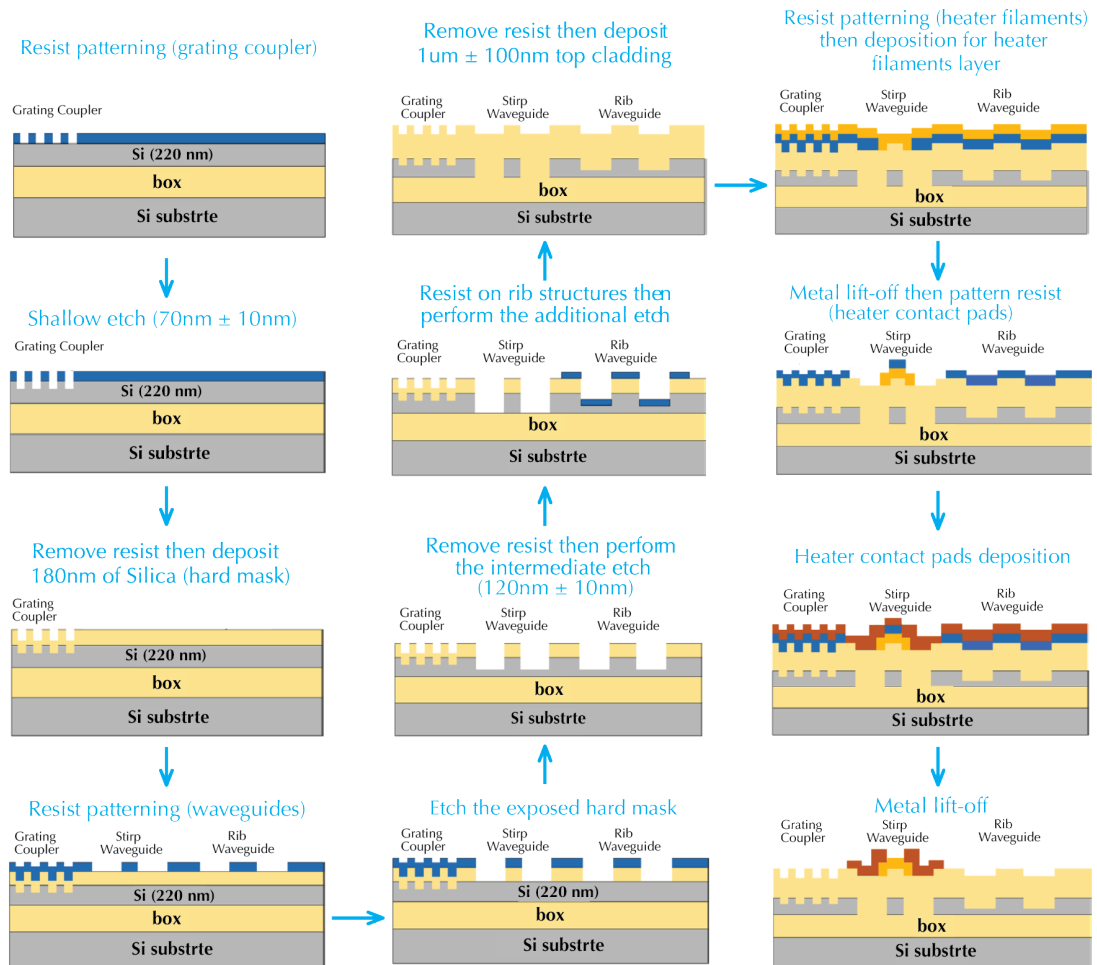 Resist patterning (grating coupler)
Grating Coupler
Si (220 nm)
box
Si substrte
Shallow etch (70nm ± 10nm)
Grating Coupler
Si (220 nm)
box
Si substrte
Remove resist then deposit
180nm of Silica (hard mask)
Grating
Coupler
Si (220 nm)
box
Si substrte
Resist patterning (waveguides)
Grating
Coupler
Stirp
Waveguide
Rib
Waveguide
Si (220 nm)
box
Si substrte
Etch the exposed hard mask
Grating
Coupler
Stirp
Waveguide
Rib
Waveguide
Si (220 nm)
box
Si substrte
Remove resist then perform
the intermediate etch
(120nm ± 10nm)
Grating
Coupler
Stirp
Waveguide
Rib
Waveguide
box
Si substrte
Resist on rib structures then
perform the additional etch
Grating
Coupler
Stirp
Waveguide
Rib
Waveguide
box
Si substrte
Remove resist then deposit
1um ± 100nm top cladding
Grating
Coupler
Stirp
Waveguide
Rib
Waveguide
box
Si substrte
Resist patterning (heater filaments)
then deposition for heater
filaments layer
Grating
Coupler
Stirp
Waveguide
Rib
Waveguide
box
Si substrte
Metal lift-off then pattern resist
(heater contact pads)
Grating
Coupler
Stirp
Waveguide
Rib
Waveguide
box
Si substrte
Heater contact pads deposition
Grating
Coupler
Stirp
Waveguide
Rib
Waveguide
box
Si substrte
Metal lift-off
Grating
Coupler
Stirp
Waveguide
Rib
Waveguide
box
Si substrte